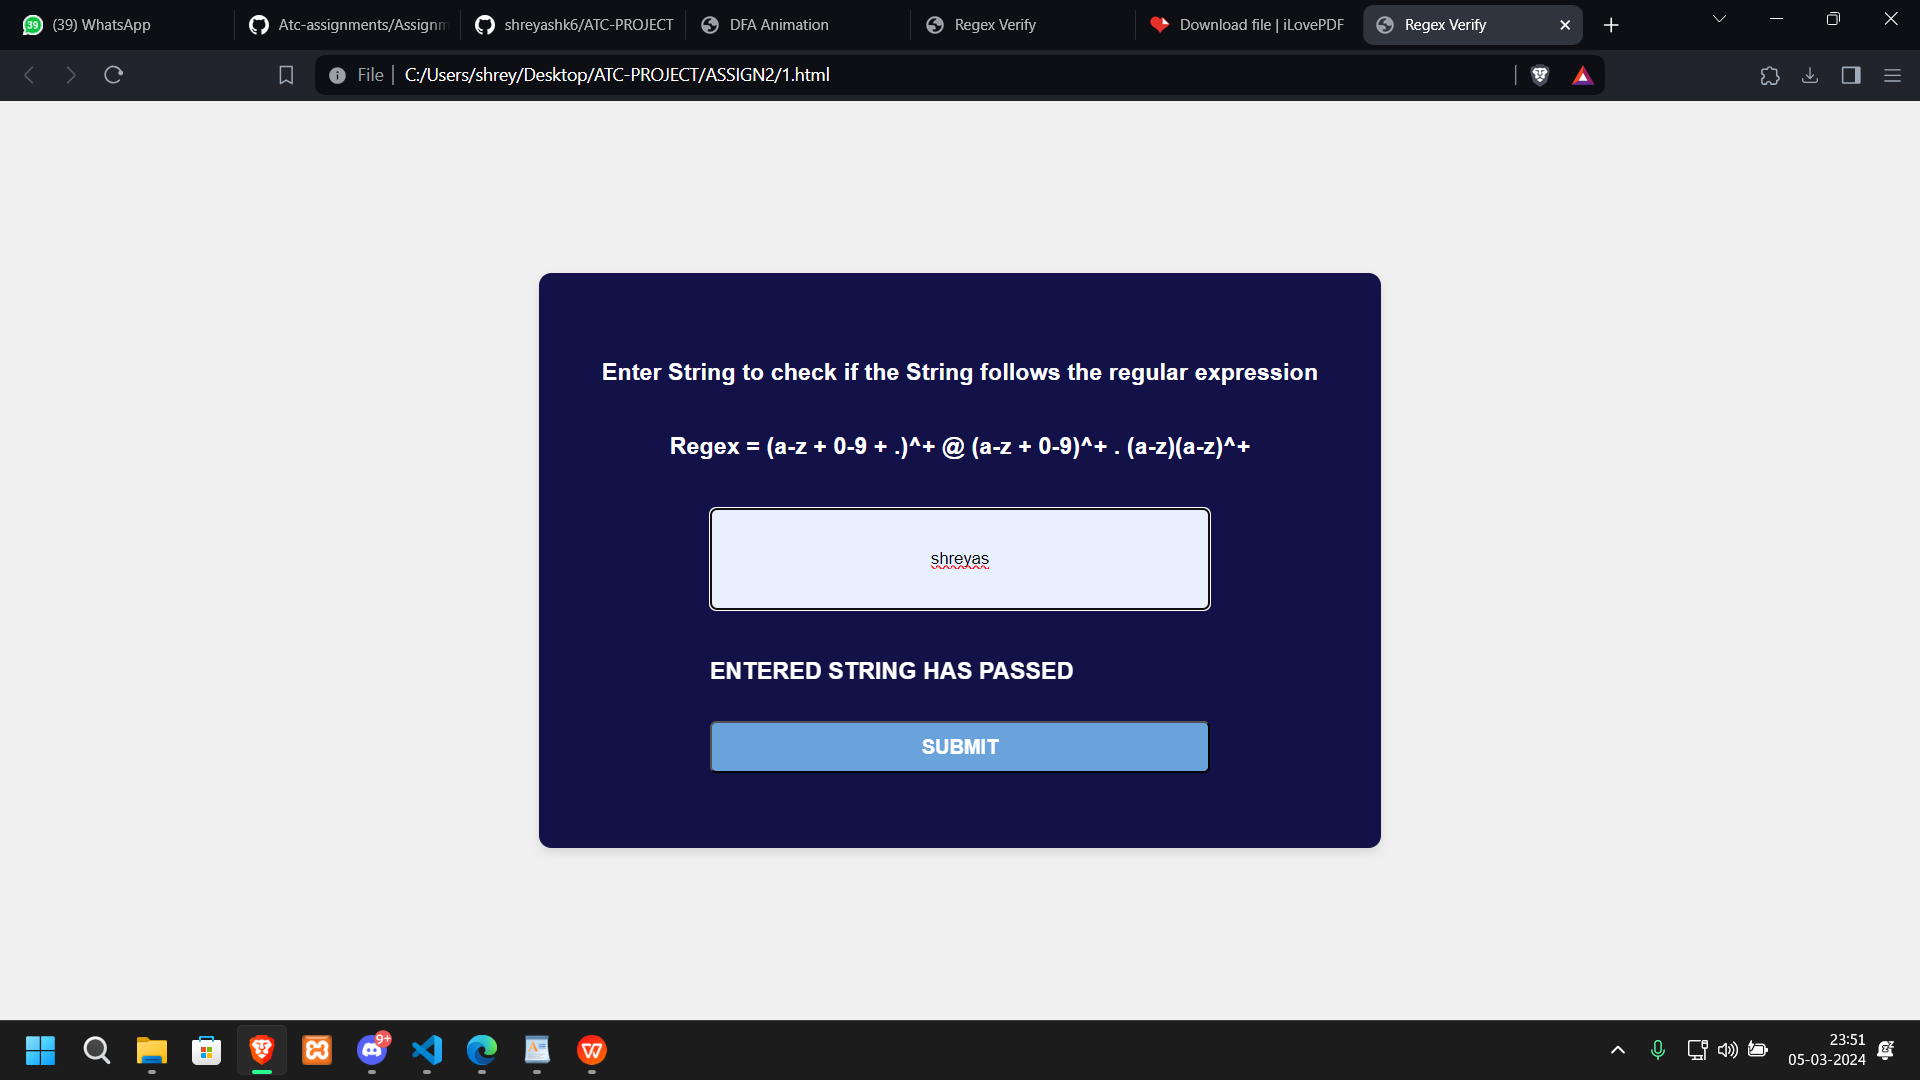 39 (39) WhatsApp
Atc-assignments/Assignm
shreyashk6/ATC-PROJECT
DFA Animation
Regex Verify
Download file | iLovePDF
Regex Verify
File | C:/Users/shrey/Desktop/ATC-PROJECT/ASSIGN2/1.html
Enter String to check if the String follows the regular expression
Regex = (a-z + 0-9 + .)^+ @ (a-z + 0-9)^+ . (a-z)(a-z)^+
shreyas
ENTERED STRING HAS PASSED
SUBMIT
9+
23:51
05-03-2024